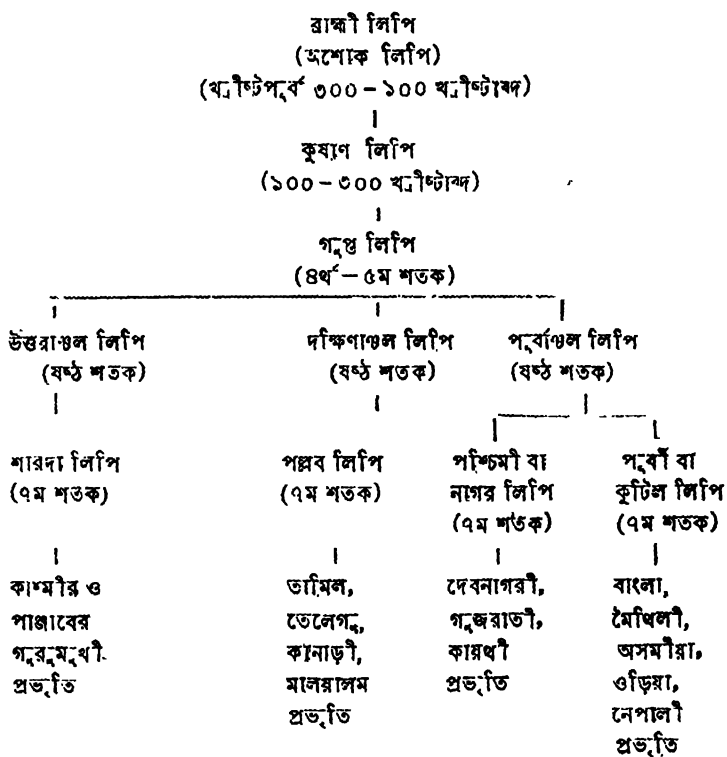 ব্রাহ্মী লিপি
(অশোক লিপি)
(খ্রীষ্টপূর্ব ৩০০ – ১০০ খ্রীষ্টাব্দ)
কুষাণ লিপি
(১০০ – ৩০০ খ্রীষ্টাব্দ)
গুপ্ত লিপি
(৪র্থ – ৫ম শতক)
উত্তরাঞ্চল লিপি
(ষষ্ঠ শতক)
দক্ষিণাঞ্চল লিপি
(ষষ্ঠ শতক)
পূর্বাঞ্চল লিপি
(ষষ্ঠ শতক)
শারদা লিপি
(৭ম শতক)
পল্লব লিপি
(৭ম শতক)
পশ্চিমী বা
নাগর লিপি
(৭ম শতক)
পূর্বী বা
কুটিল লিপি
(৭ম শতক)
কাশ্মীর ও
পাঞ্জাবের
গুরুমুখী
প্রভৃতি
তামিল,
তেলেগু,
কানাড়ী,
মালয়ালম
প্রভৃতি
দেবনাগরী,
গুজরাতী,
কায়থী
প্রভৃতি
বাংলা,
মৈথিলী,
অসমীয়া,
ওড়িয়া,
নেপালী
প্রভৃতি